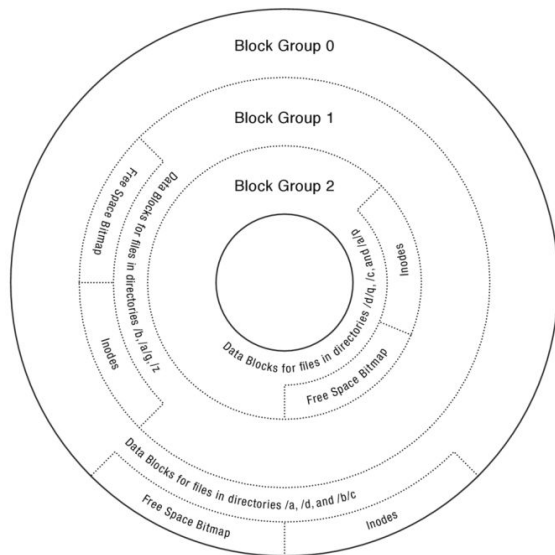 Block Group 0
Block Group 1
Block Group 2
Free Space Bitmap
Data Blocks for files in directories /b, /a/g, /z
Inodes
Inodes
Data Blocks for files in directories /d/q, /c, and /a/p
Free Space Bitmap
Data Blocks for files in directories /a, /d, and /b/c
Free Space Bitmap
Inodes